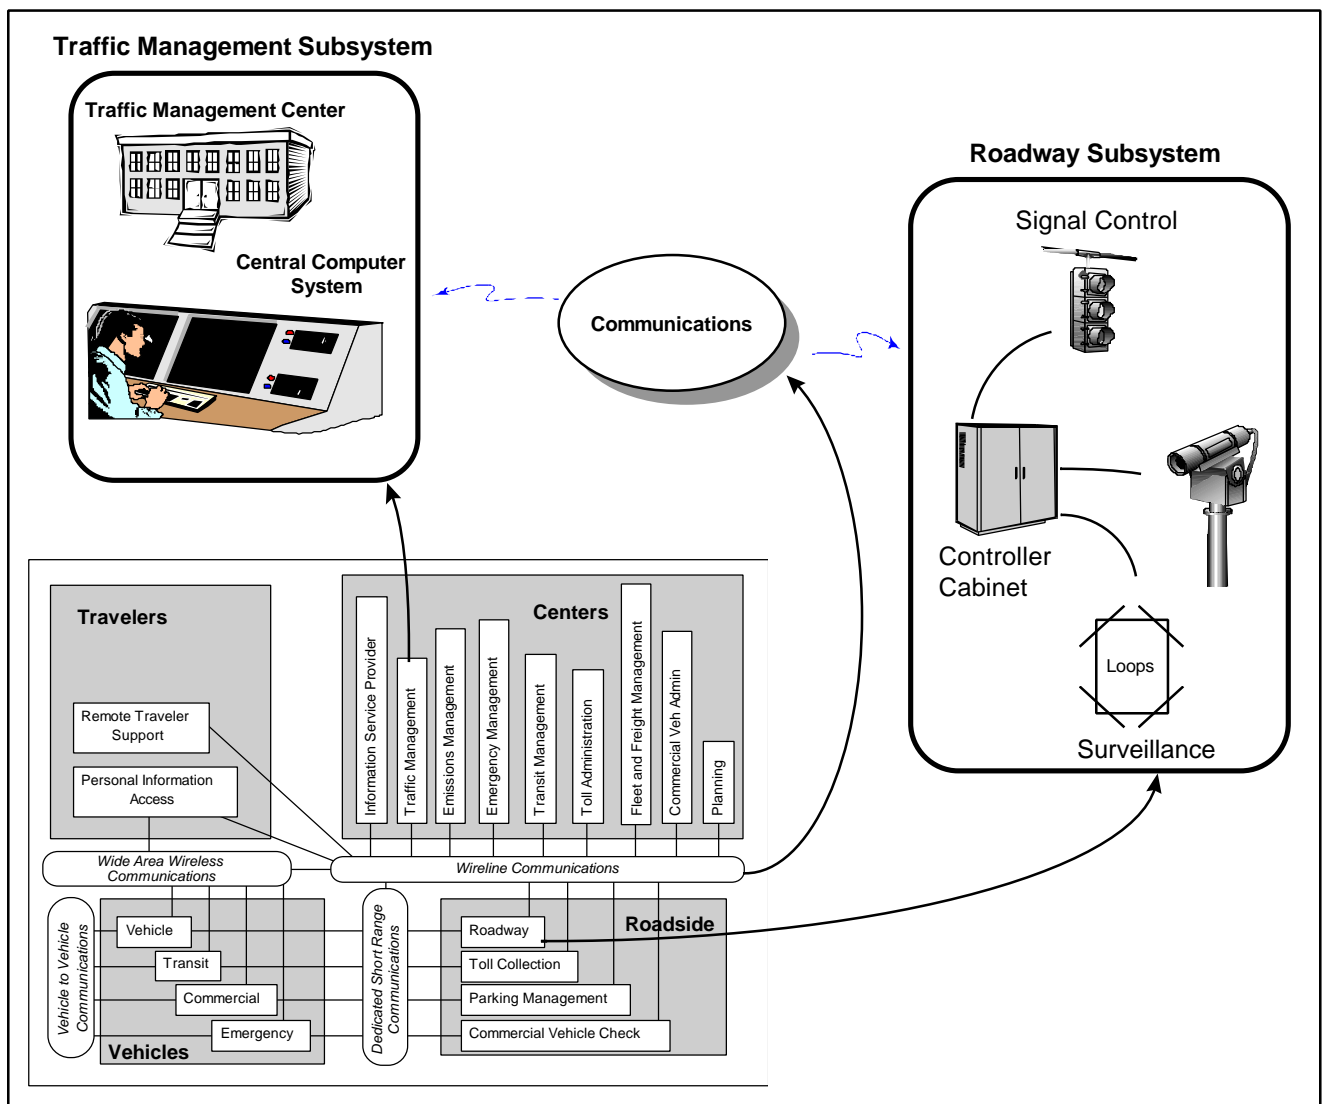 Traffic Management Subsystem
Traffic Management Center
Central Computer
System
Communications
Roadway Subsystem
Signal Control
Controller
Cabinet
Loops
Surveillance
Travelers
Remote Traveler
Support
Personal Information
Access
Centers
Information Service Provider
Traffic Management
Emissions Management
Emergency Management
Transit Management
Toll Administration
Fleet and Freight Management
Commercial Veh Admin
Planning
Wide Area Wireless
Communications
Wireline Communications
Vehicle to Vehicle
Communications
Vehicle
Transit
Commercial
Emergency
Vehicles
Dedicated Short Range
Communications
Roadside
Roadway
Toll Collection
Parking Management
Commercial Vehicle Check